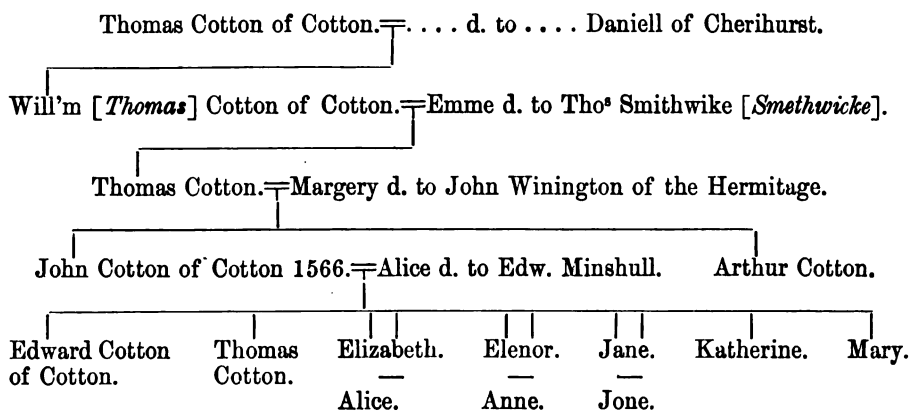 Thomas Cotton of Cotton.=.... d. to .... Daniell of Cherihurst.
Will'm [Thomas] Cotton of Cotton.=Emme d. to Thoˢ Smithwike [Smethwicke].
Thomas Cotton.=Margery d. to John Winington of the Hermitage.
John Cotton of Cotton 1566.=Alice d. to Edw. Minshull. Arthur Cotton.
Edward Cotton Thomas Elizabeth. Elenor. Jane. Katherine. Mary.
of Cotton. Cotton. — — —
Alice. Anne. Jone.